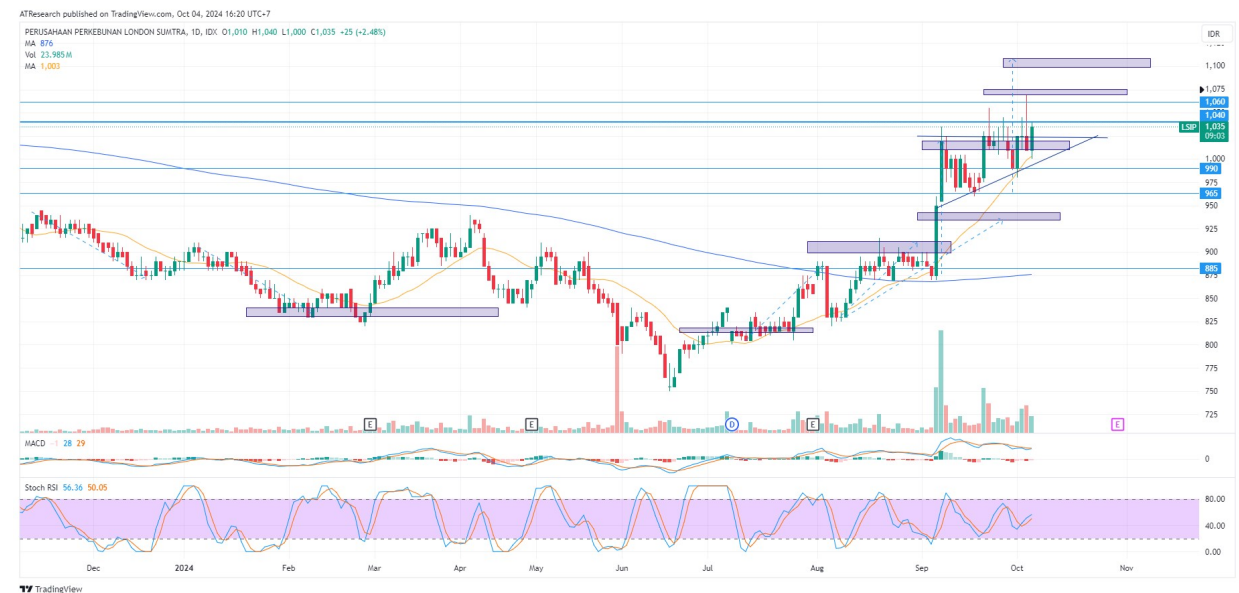 ATResearch published on TradingView.com, Oct 04, 2024 16:20 UTC+7
PERUSAHAAN PERKEBUNAN LONDON SUMTRA, 1D, IDX O1,010 H1,040 L1,000 C1,035 +25 (+2.48%)
IDR
MA 876
Vol 23.985M
MA 1,003
1,100
1,075
1,060
1,040
LSIP 1,035
09:03
1,000
990
975
965
950
925
900
885
875
850
825
800
775
750
725
E E D E E
MACD -1 28 29
0
Stoch RSI 56.36 50.05
80.00
40.00
0.00
Dec 2024 Feb Mar Apr May Jun Jul Aug Sep Oct Nov
TradingView